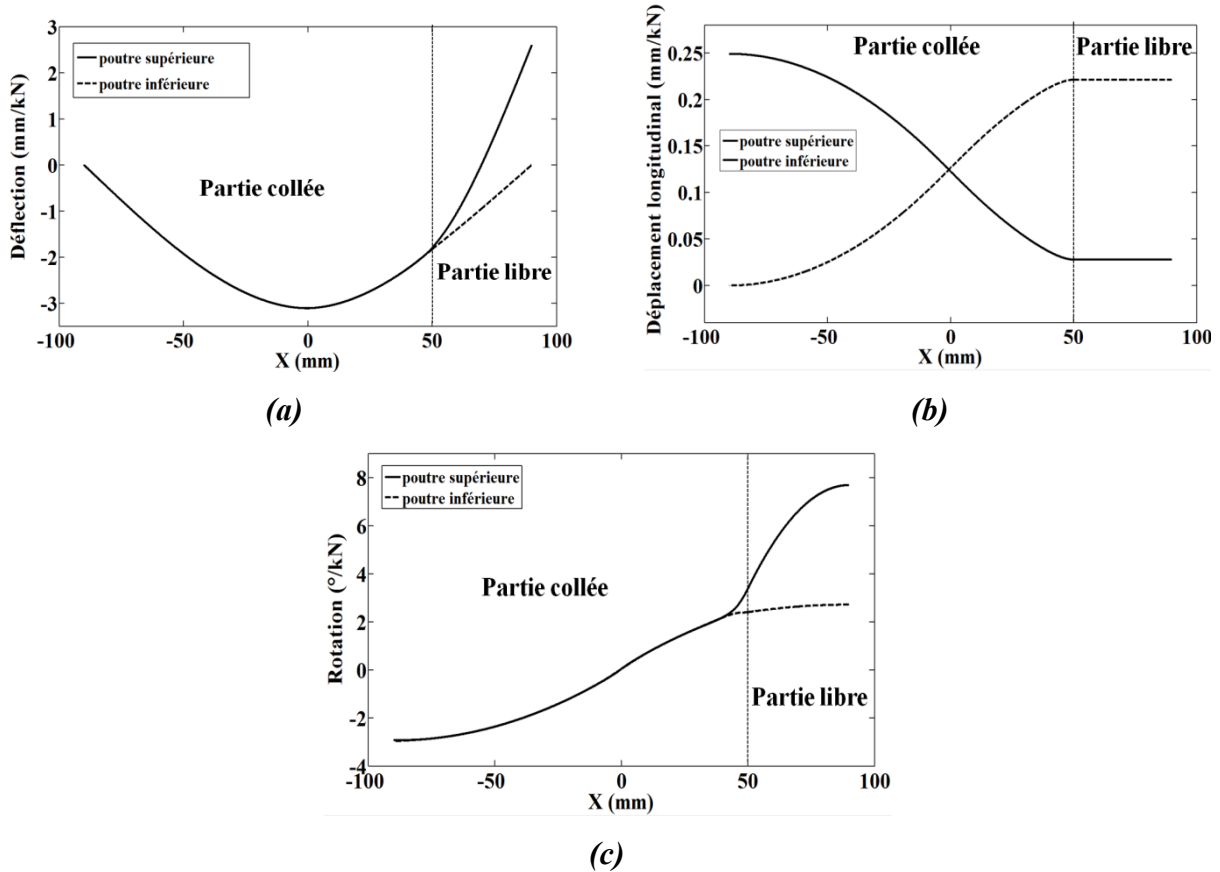 Déflection (mm/kN)
3
2
1
0
-1
-2
-3
poutre supérieure
poutre inférieure
Partie collée
Partie libre
-100
-50
0
50
100
X (mm)
(a)
Déplacement longitudinal (mm/kN)
0.25
0.2
0.15
0.1
0.05
0
Partie collée
Partie libre
poutre supérieure
poutre inférieure
-100
-50
0
50
100
X (mm)
(b)
Rotation (°/kN)
8
6
4
2
0
-2
-4
poutre supérieure
poutre inférieure
Partie collée
Partie libre
-100
-50
0
50
100
X (mm)
(c)